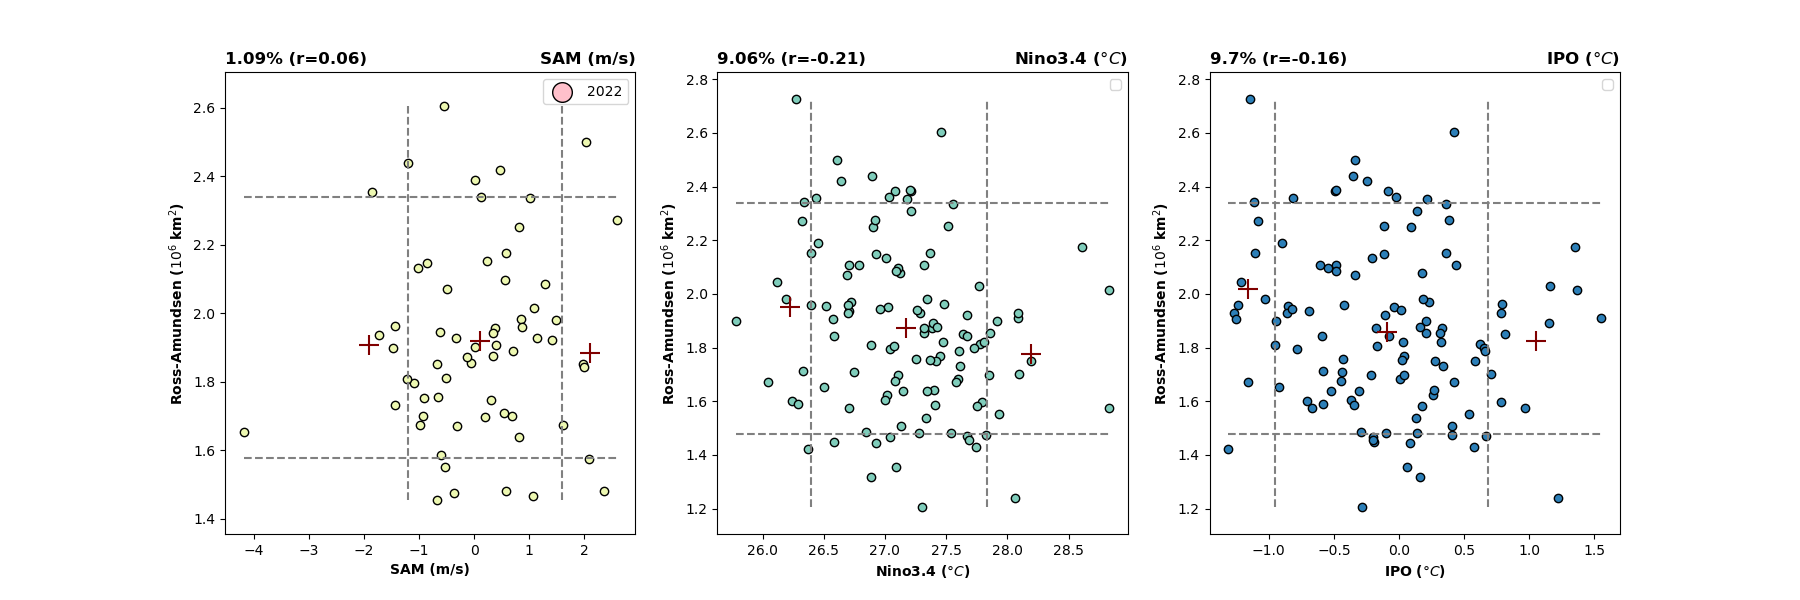 1.09% (r=0.06) SAM (m/s)
2022
2.6
2.4
2.2
2.0
1.8
1.6
1.4
Ross-Amundsen (10⁶ km²)
−4 −3 −2 −1 0 1 2
SAM (m/s)
9.06% (r=-0.21) Nino3.4 (°C)
2.8
2.6
2.4
2.2
2.0
1.8
1.6
1.4
1.2
Ross-Amundsen (10⁶ km²)
26.0 26.5 27.0 27.5 28.0 28.5
Nino3.4 (°C)
9.7% (r=-0.16) IPO (°C)
2.8
2.6
2.4
2.2
2.0
1.8
1.6
1.4
1.2
Ross-Amundsen (10⁶ km²)
−1.0 −0.5 0.0 0.5 1.0 1.5
IPO (°C)